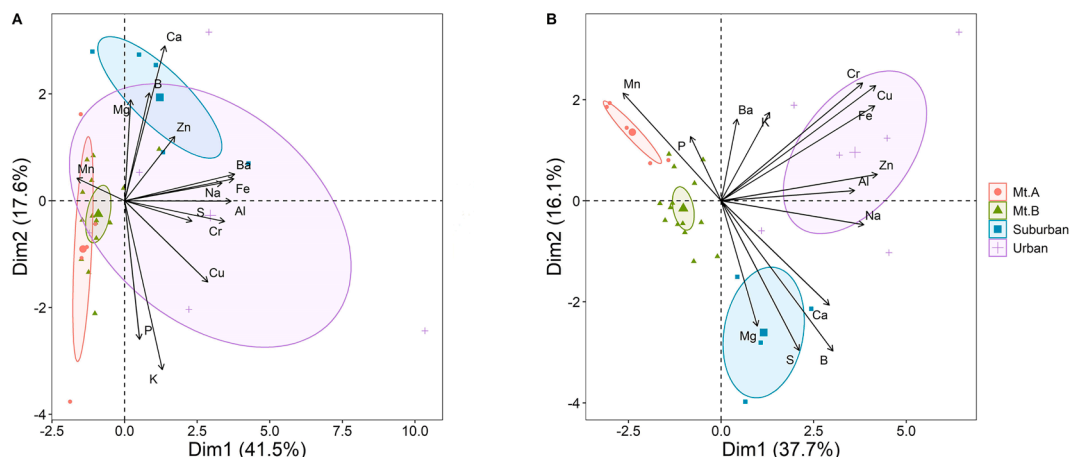 A
Ca
B
Mg
Zn
Mn
Ba
Fe
Na
Al
S
Cr
Cu
P
K
2
0
-2
-4
-2.5
0.0
2.5
5.0
7.5
10.0
Dim1 (41.5%)
Dim2 (17.6%)
B
Mn
Cr
Cu
Ba
K
Fe
P
Zn
Al
Na
Ca
Mg
S
B
2
0
-2
-4
-2.5
0.0
2.5
5.0
Dim1 (37.7%)
Dim2 (16.1%)
Mt.A
Mt.B
Suburban
Urban